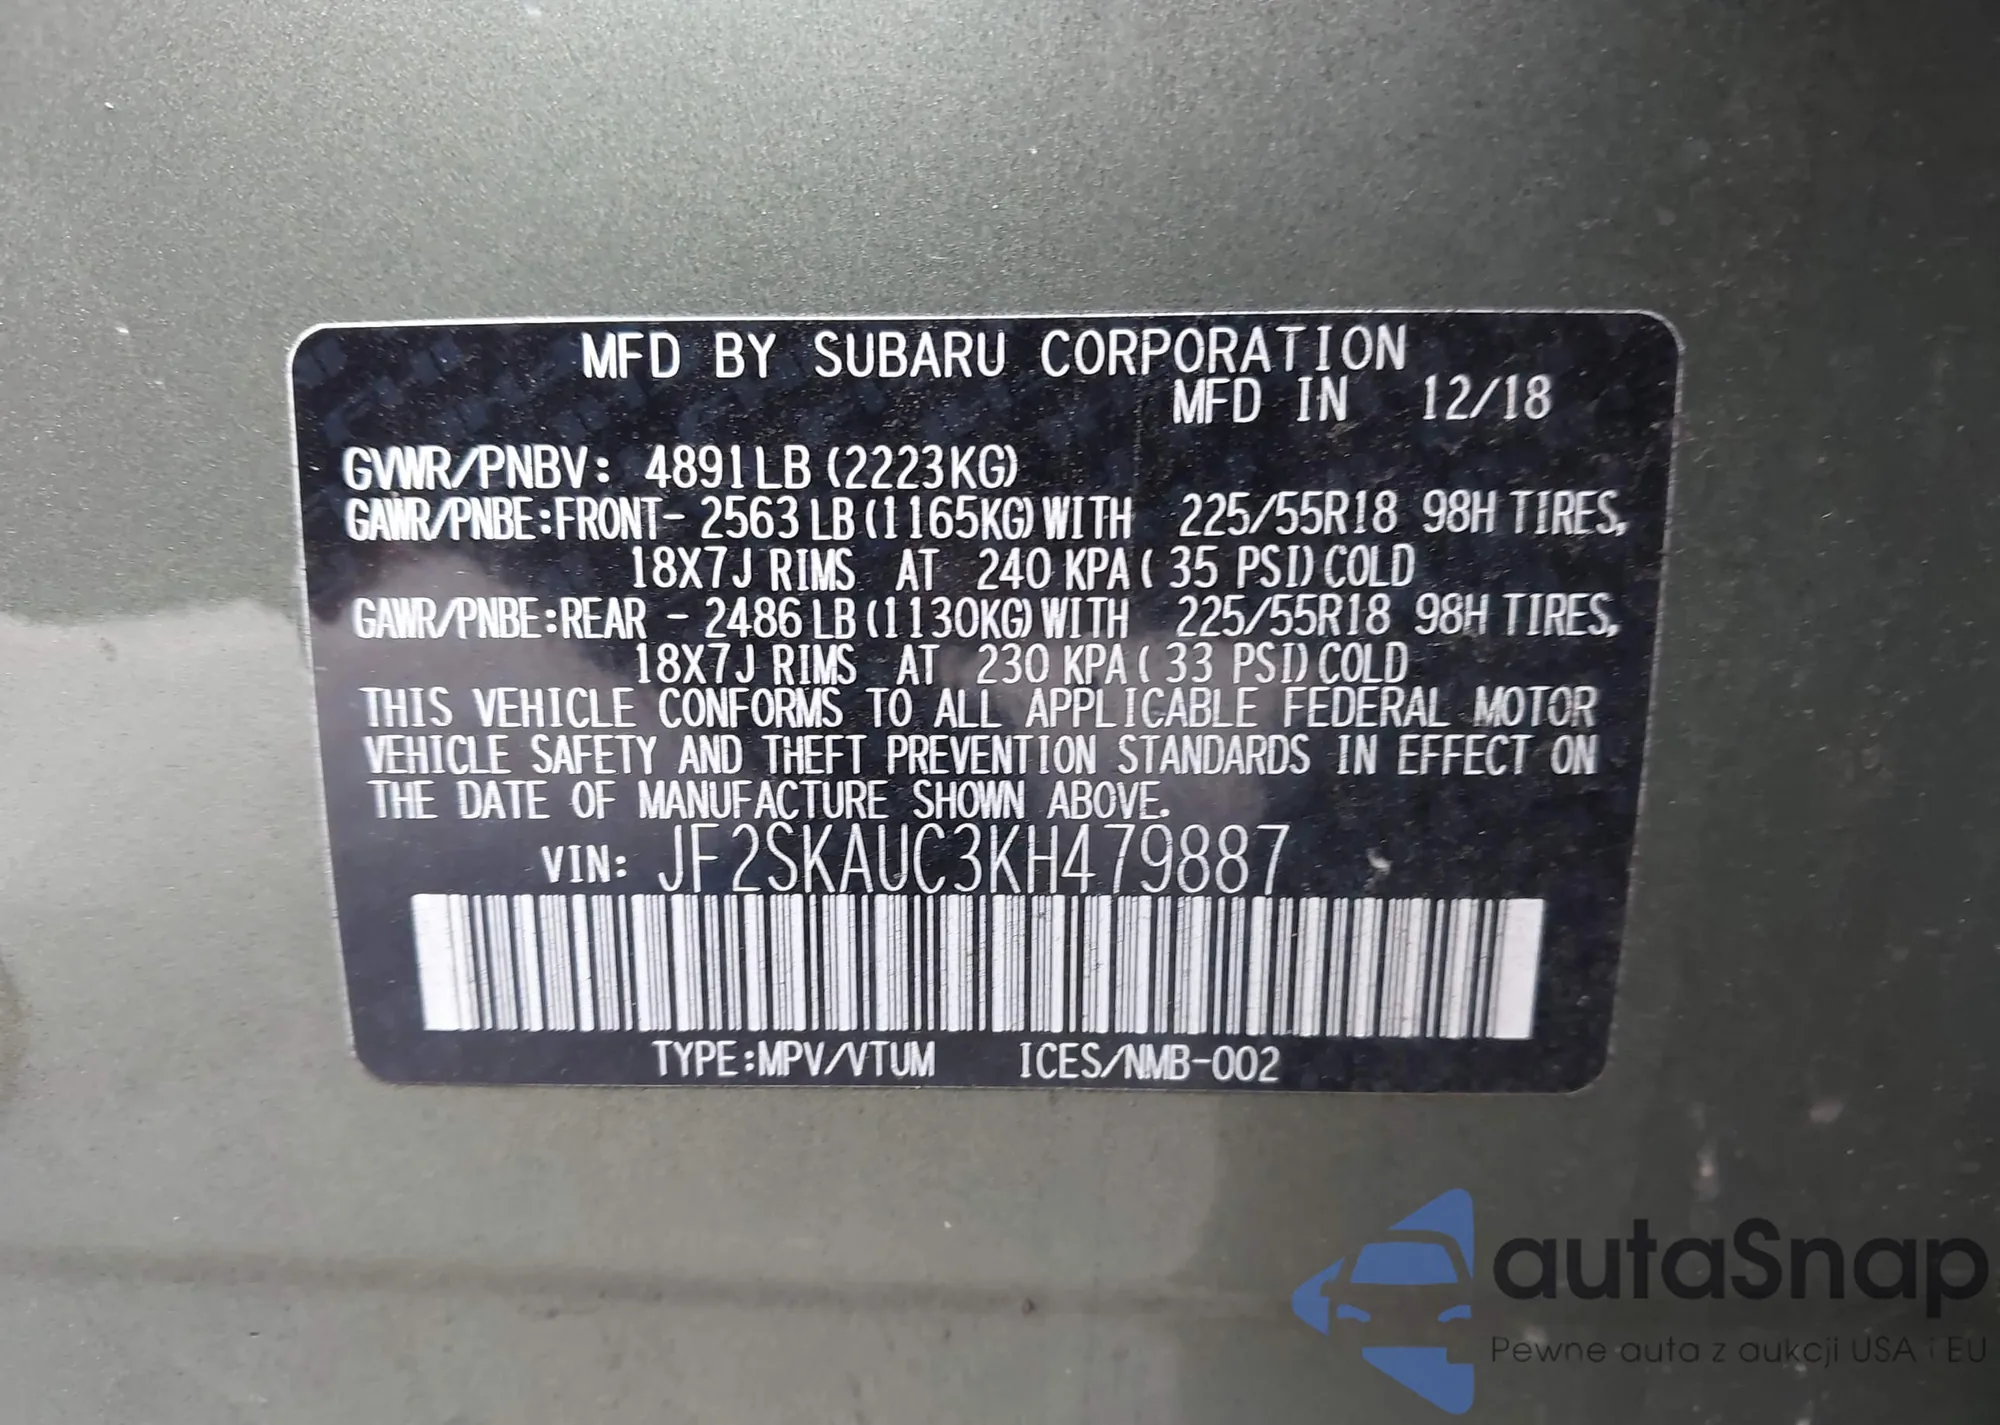 MFD BY SUBARU CORPORATION
MFD IN 12/18
GVWR/PNBV: 4891LB (2223KG)
GAWR/PNBE:FRONT- 2563 LB (1165KG) WITH 225/55R18 98H TIRES,
18X7J RIMS AT 240 KPA ( 35 PSI) COLD
GAWR/PNBE:REAR - 2486 LB (1130KG) WITH 225/55R18 98H TIRES,
18X7J RIMS AT 230 KPA ( 33 PSI) COLD
THIS VEHICLE CONFORMS TO ALL APPLICABLE FEDERAL MOTOR
VEHICLE SAFETY AND THEFT PREVENTION STANDARDS IN EFFECT ON
THE DATE OF MANUFACTURE SHOWN ABOVE.
VIN: JF2SKAUC3KH479887
TYPE:MPV/VTUM ICES/NMB-002
autaSnap
Pewne auta z aukcji USA i EU